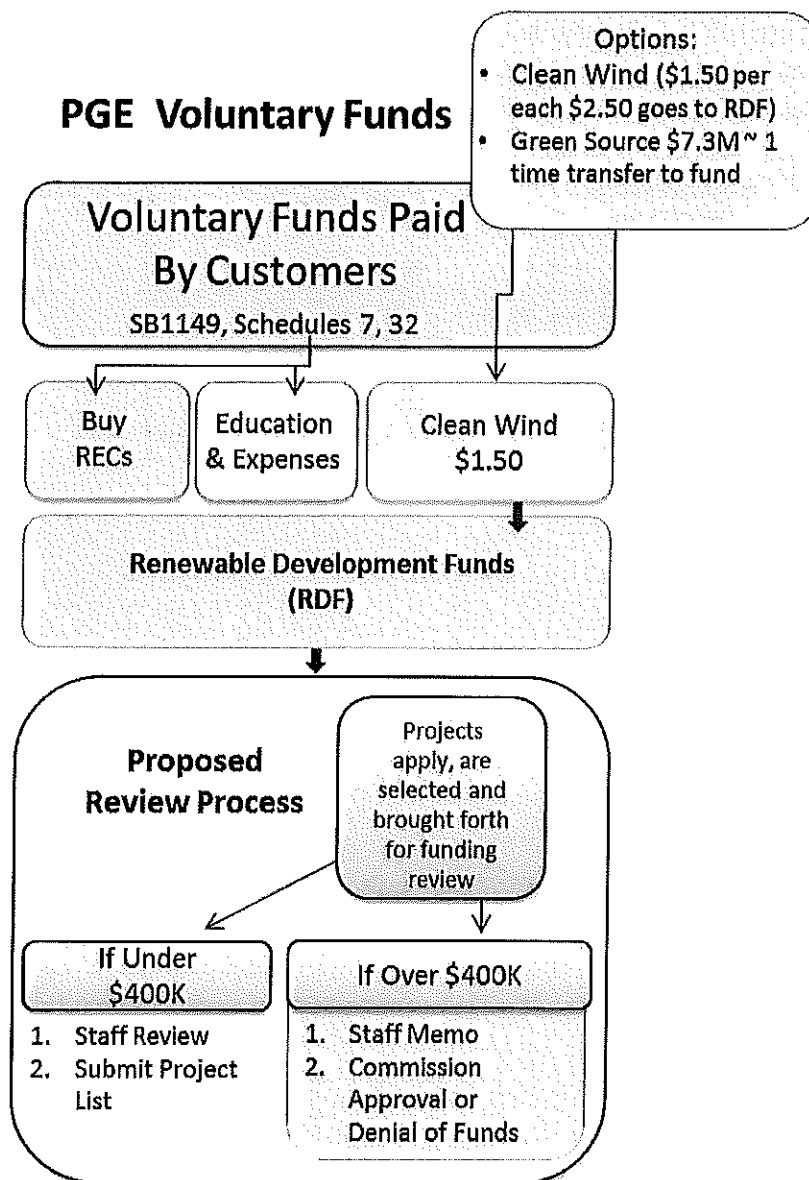 Options:
• Clean Wind ($1.50 per
each $2.50 goes to RDF)
• Green Source $7.3M ~ 1
time transfer to fund
PGE Voluntary Funds
Voluntary Funds Paid
By Customers
SB1149, Schedules 7, 32
Buy
RECs
Education
& Expenses
Clean Wind
$1.50
Renewable Development Funds
(RDF)
Proposed
Review Process
Projects
apply, are
selected and
brought forth
for funding
review
If Under
$400K
1. Staff Review
2. Submit Project
List
If Over $400K
1. Staff Memo
2. Commission
Approval or
Denial of Funds